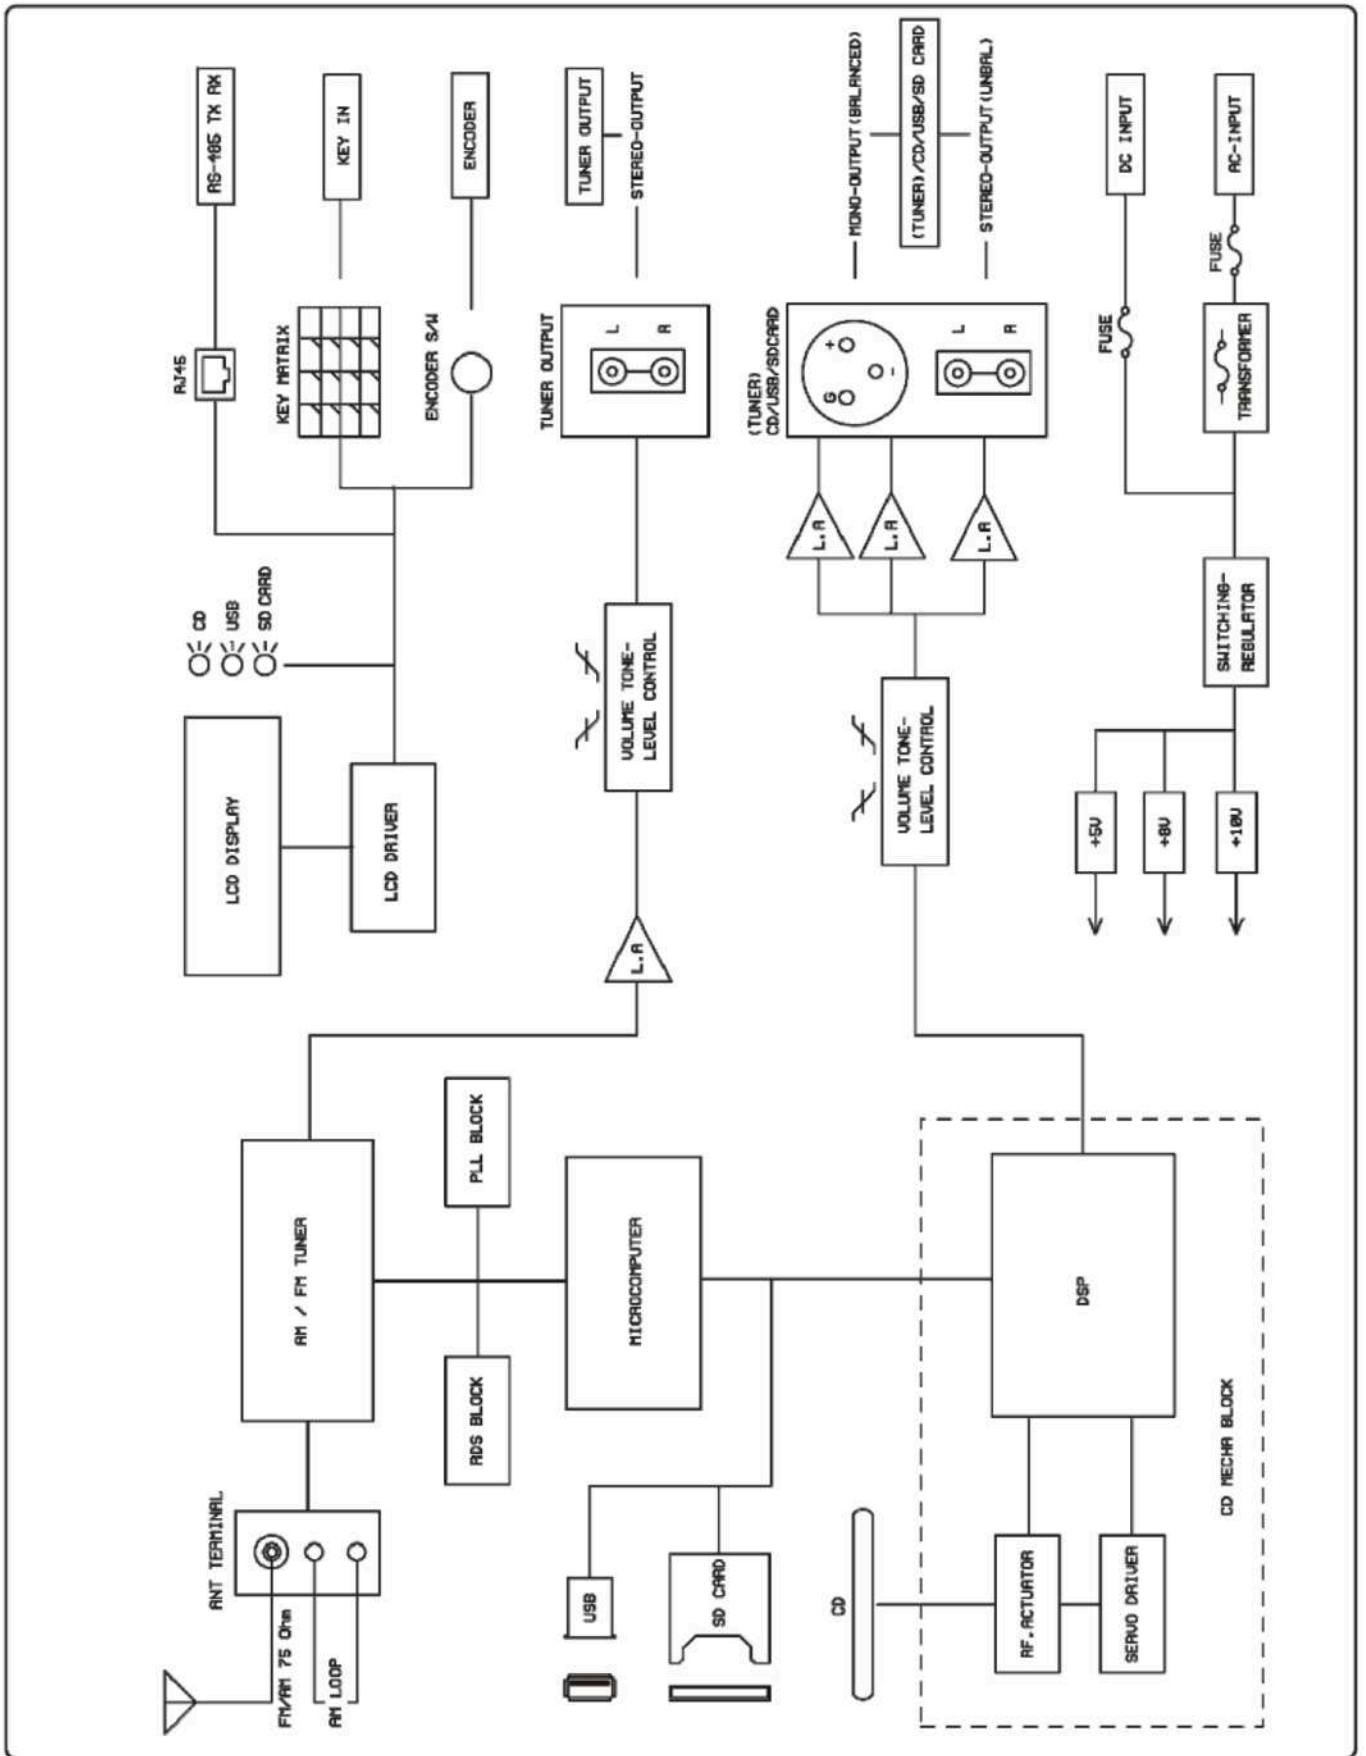 ANT TERMINAL
FM/AM 75 Ohm
AM LOOP
AM / FM TUNER
LCD DISPLAY
LCD DRIVER
CD
USB
SD CARD
RJ45
RS-485 TX RX
KEY MATRIX
KEY IN
ENCODER S/W
ENCODER
RDS BLOCK
PLL BLOCK
L.A
VOLUME TONE-
LEVEL CONTROL
TUNER OUTPUT
L
R
TUNER OUTPUT
STEREO-OUTPUT
USB
SD CARD
MICROCOMPUTER
(TUNER)
CD/USB/SDCARD
G
+
-
L
R
L.A
L.A
L.A
MONO-OUTPUT(BALANCED)
(TUNER)/CD/USB/SD CARD
STEREO-OUTPUT(UNBAL)
VOLUME TONE-
LEVEL CONTROL
CD
RF.ACTUATOR
SERVO DRIVER
DSP
CD MECHA BLOCK
+5V
+8V
+10V
SWITCHING-
REGULATOR
TRANSFORMER
FUSE
FUSE
DC INPUT
AC-INPUT